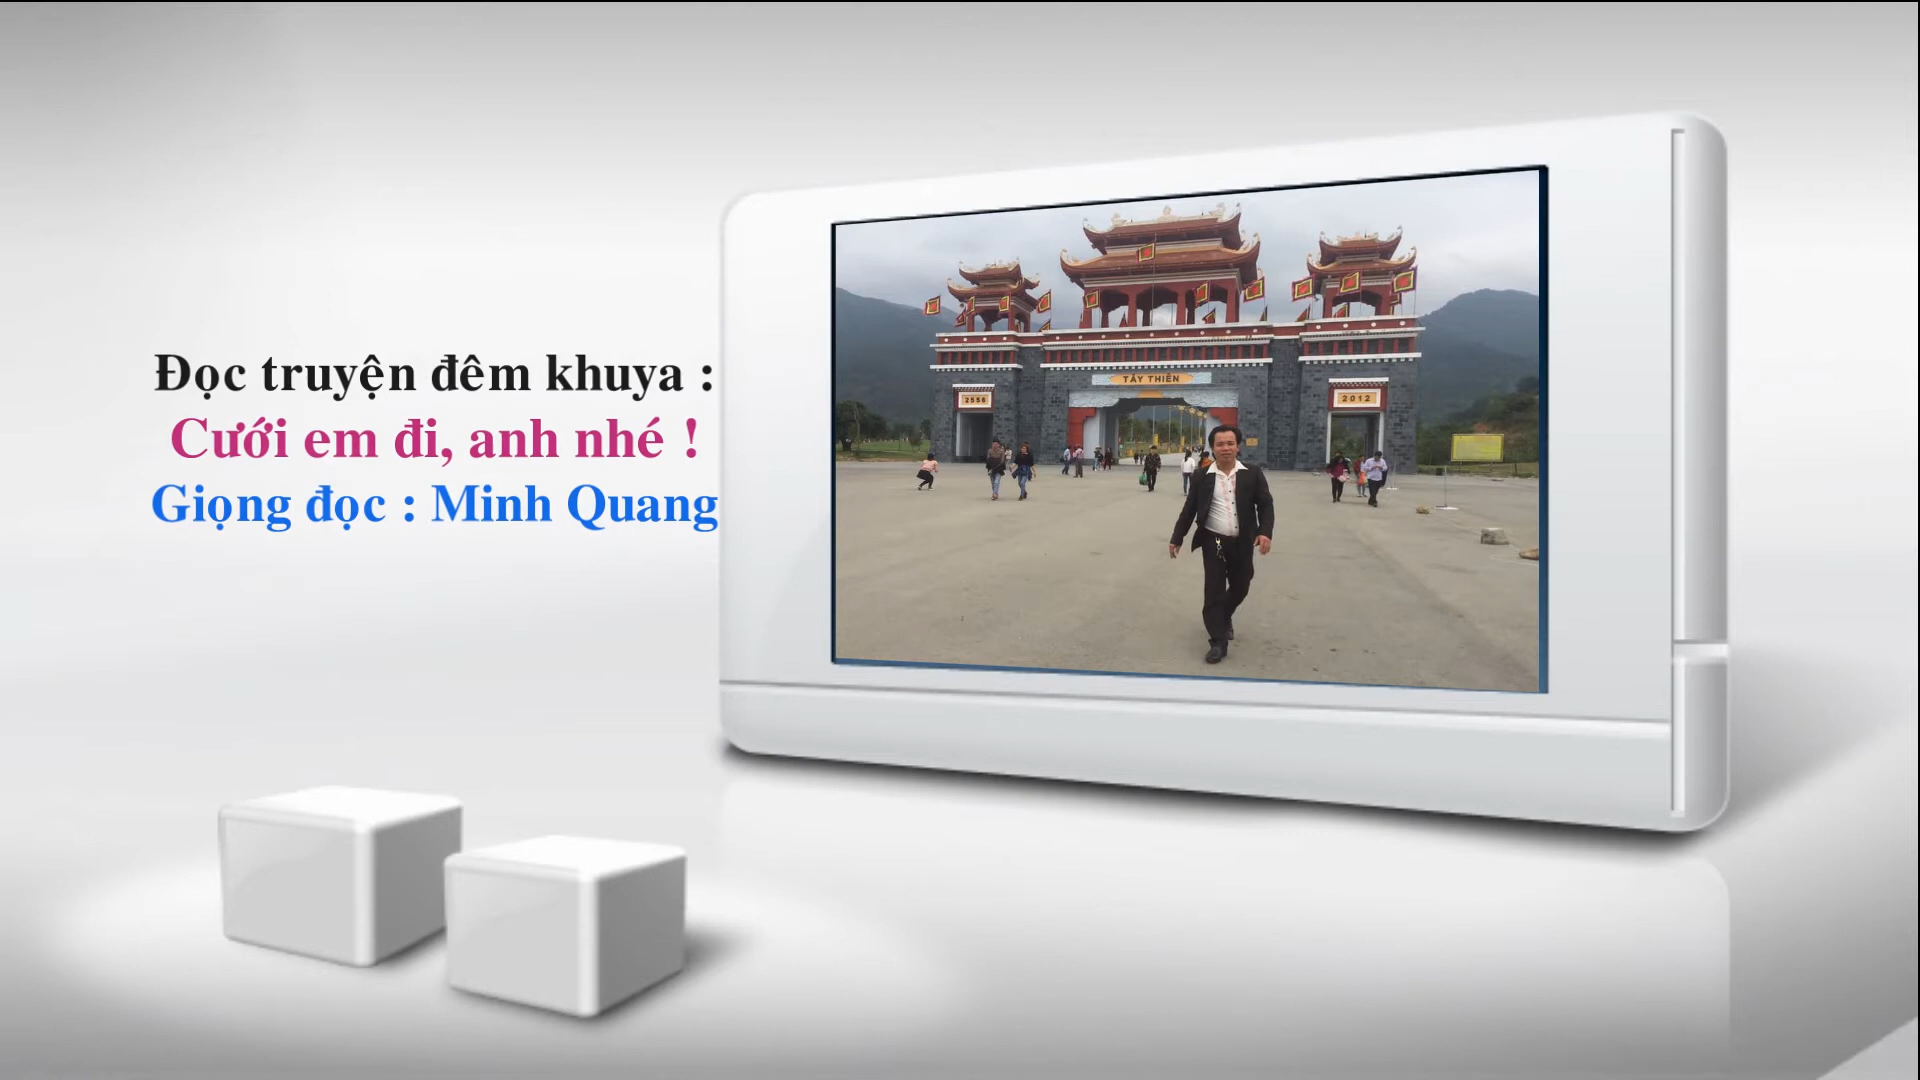 Đọc truyện đêm khuya :
Cưới em đi, anh nhé !
Giọng đọc : Minh Quang
TÂY THIÊN
2556
2012